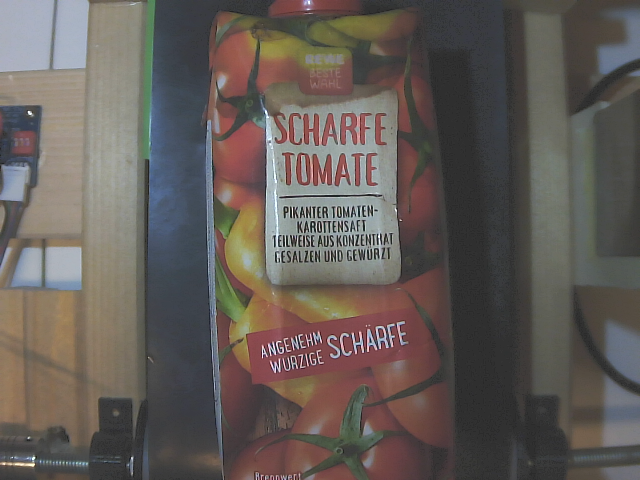 REWE
BESTE
WAHL
SCHARFE
TOMATE
PIKANTER TOMATEN-
KAROTTENSAFT
TEILWEISE AUS KONZENTRAT
GESALZEN UND GEWÜRZT
ANGENEHM
WÜRZIGE SCHÄRFE
Brennwert